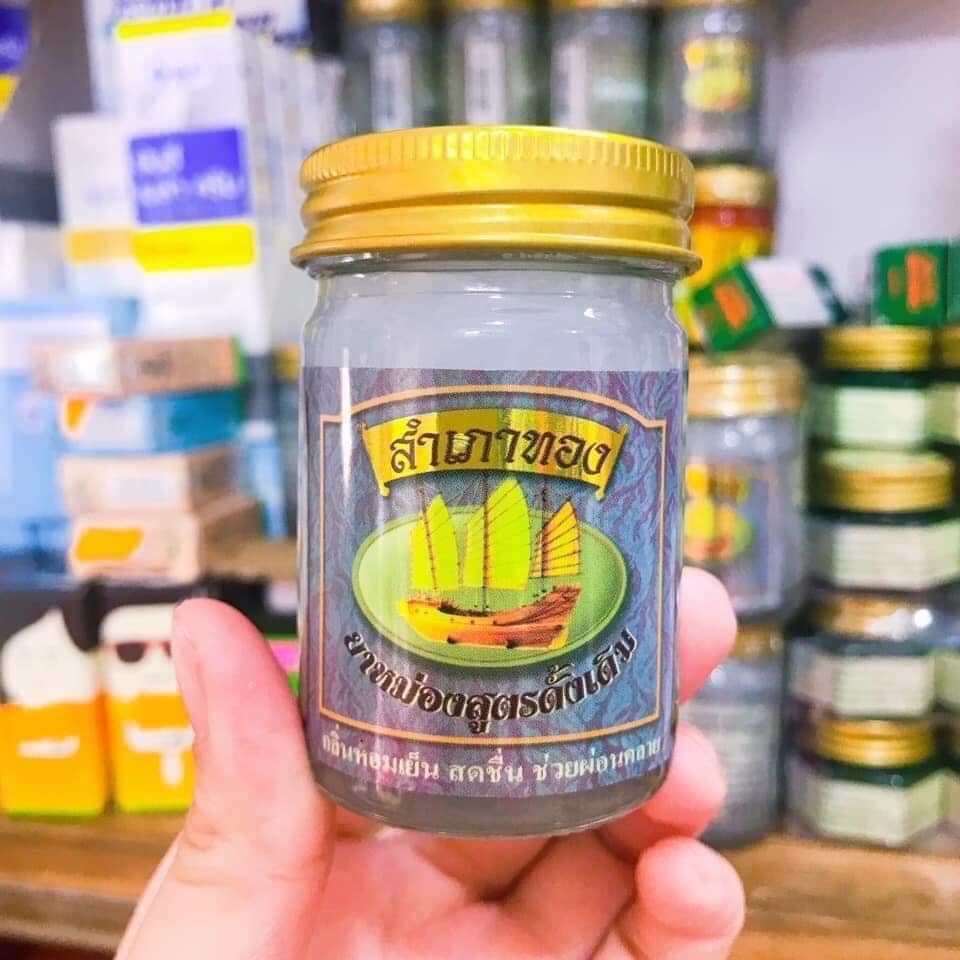 สำเภาทอง
ยาหม่องสูตรดั้งเดิม
กลิ่นหอมเย็น สดชื่น ช่วยผ่อนคลาย